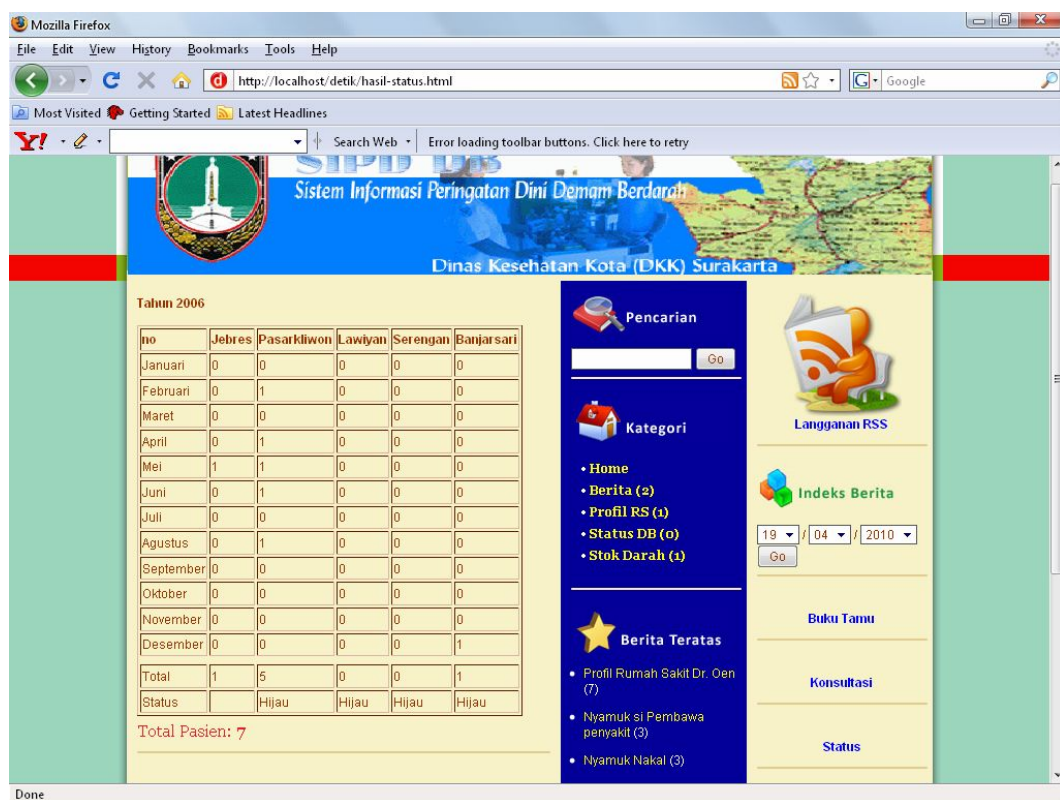 Mozilla Firefox
File Edit View History Bookmarks Tools Help
http://localhost/detik/hasil-status.html
Google
Most Visited Getting Started Latest Headlines
Y! Search Web Error loading toolbar buttons. Click here to retry
SIPD DB
Sistem Informasi Peringatan Dini Demam Berdarah
Dinas Kesehatan Kota (DKK) Surakarta
Tahun 2006
no Jebres Pasarkliwon Lawiyan Serengan Banjarsari
Januari 0 0 0 0 0
Februari 0 1 0 0 0
Maret 0 0 0 0 0
April 0 1 0 0 0
Mei 1 1 0 0 0
Juni 0 1 0 0 0
Juli 0 0 0 0 0
Agustus 0 1 0 0 0
September 0 0 0 0 0
Oktober 0 0 0 0 0
November 0 0 0 0 0
Desember 0 0 0 0 1
Total 1 5 0 0 1
Status Hijau Hijau Hijau Hijau
Total Pasien: 7
Pencarian
Go
Kategori
• Home
• Berita (2)
• Profil RS (1)
• Status DB (0)
• Stok Darah (1)
Berita Teratas
• Profil Rumah Sakit Dr. Oen
(7)
• Nyamuk si Pembawa
penyakit (3)
• Nyamuk Nakal (3)
Langganan RSS
Indeks Berita
19 / 04 / 2010
Go
Buku Tamu
Konsultasi
Status
Done